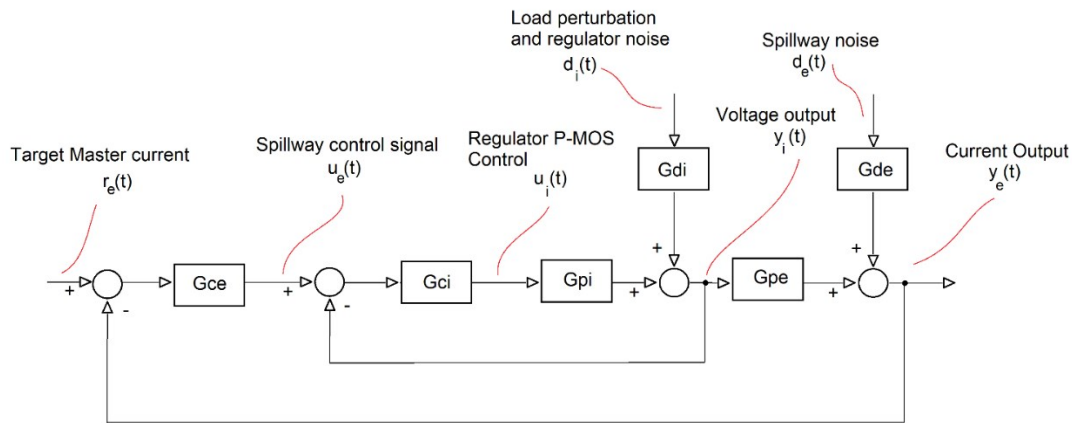 Load perturbation
and regulator noise
d_i(t)
Spillway noise
d_e(t)
Voltage output
y_i(t)
Current Output
y_e(t)
Regulator P-MOS
Control
u_i(t)
Spillway control signal
u_e(t)
Target Master current
r_e(t)
Gdi
Gde
+
+
+ - Gce + - Gci Gpi + Gpe +